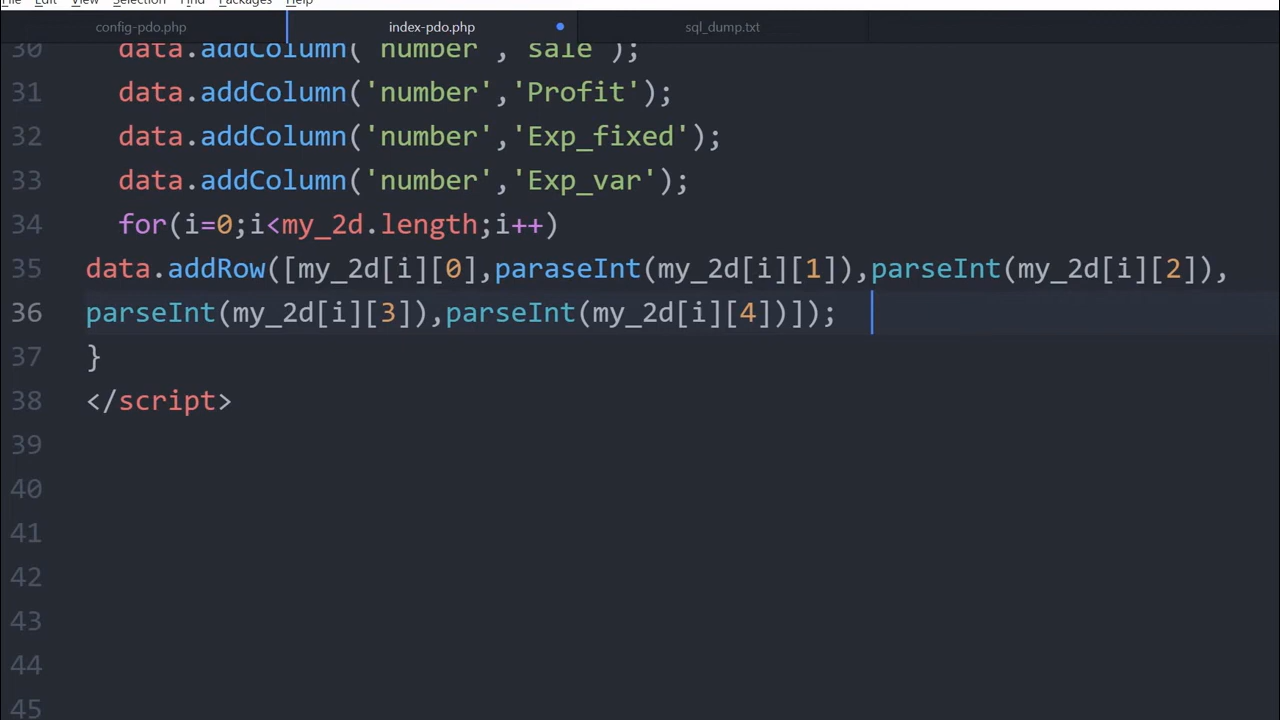 File Edit View Selection Find Packages Help
config-pdo.php index-pdo.php sql_dump.txt
30 data.addColumn('number','sale');
31 data.addColumn('number','Profit');
32 data.addColumn('number','Exp_fixed');
33 data.addColumn('number','Exp_var');
34 for(i=0;i<my_2d.length;i++)
35 data.addRow([my_2d[i][0],paraseInt(my_2d[i][1]),parseInt(my_2d[i][2]),
36 parseInt(my_2d[i][3]),parseInt(my_2d[i][4])]);
37 }
38 </script>
39
40
41
42
43
44
45